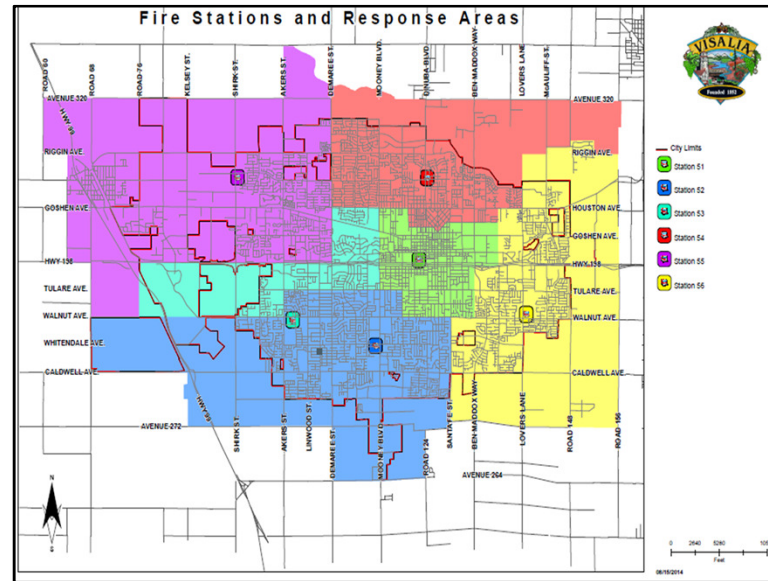 Fire Stations and Response Areas
VISALIA
Founded 1852
ROAD 60
ROAD 68
ROAD 76
KELSEY ST.
SHIRK ST.
AKERS ST.
DEMAREE ST.
MOONEY BLVD.
DINUBA BLVD.
BEN MADDOX WAY
LOVERS LANE
McAULIFF ST.
AVENUE 320
AVENUE 320
HWY 99
RIGGIN AVE.
RIGGIN AVE.
GOSHEN AVE.
HOUSTON AVE.
GOSHEN AVE.
HWY 198
HWY 198
TULARE AVE.
TULARE AVE.
WALNUT AVE.
WALNUT AVE.
WHITENDALE AVE.
CALDWELL AVE.
CALDWELL AVE.
HWY 99
AVENUE 272
SHIRK ST.
AKERS ST.
LINWOOD ST.
DEMAREE ST.
MOONEY BLVD.
ROAD 124
SANTA FE ST.
BEN MADDOX WAY
LOVERS LANE
ROAD 148
ROAD 156
AVENUE 264
City Limits
Station 51
Station 52
Station 53
Station 54
Station 55
Station 56
N
S
0 2640 5280 105
Feet
08/15/2014